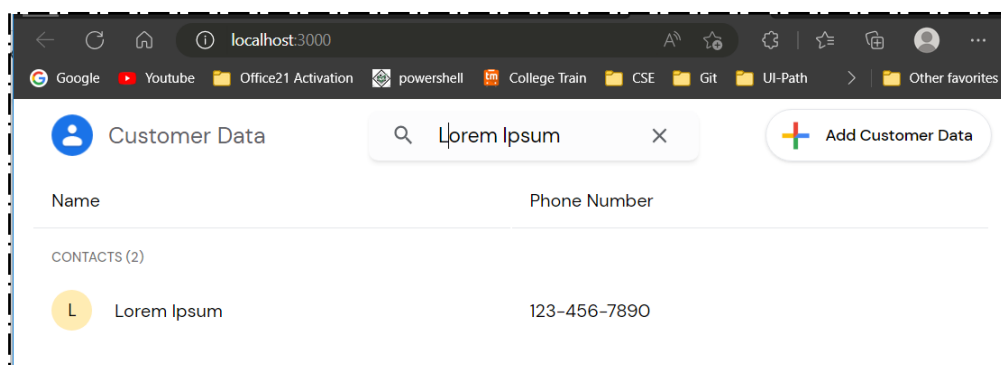 localhost:3000
Google Youtube Office21 Activation powershell College Train CSE Git UI-Path Other favorites
Customer Data Lorem Ipsum Add Customer Data
Name Phone Number
CONTACTS (2)
L Lorem Ipsum 123-456-7890